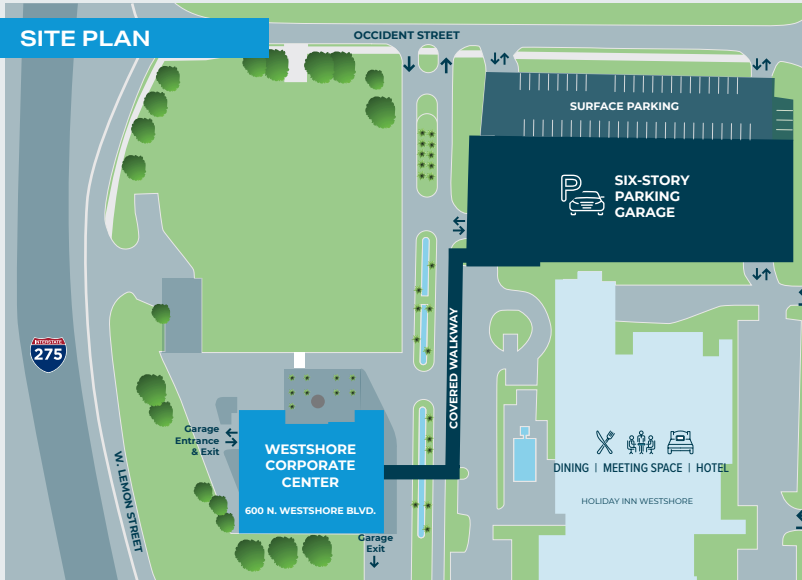 SITE PLAN
OCCIDENT STREET
SURFACE PARKING
P
SIX-STORY
PARKING
GARAGE
INTERSTATE
275
COVERED WALKWAY
Garage
Entrance
& Exit
WESTSHORE
CORPORATE
CENTER
600 N. WESTSHORE BLVD.
W. LEMON STREET
Garage
Exit
DINING | MEETING SPACE | HOTEL
HOLIDAY INN WESTSHORE